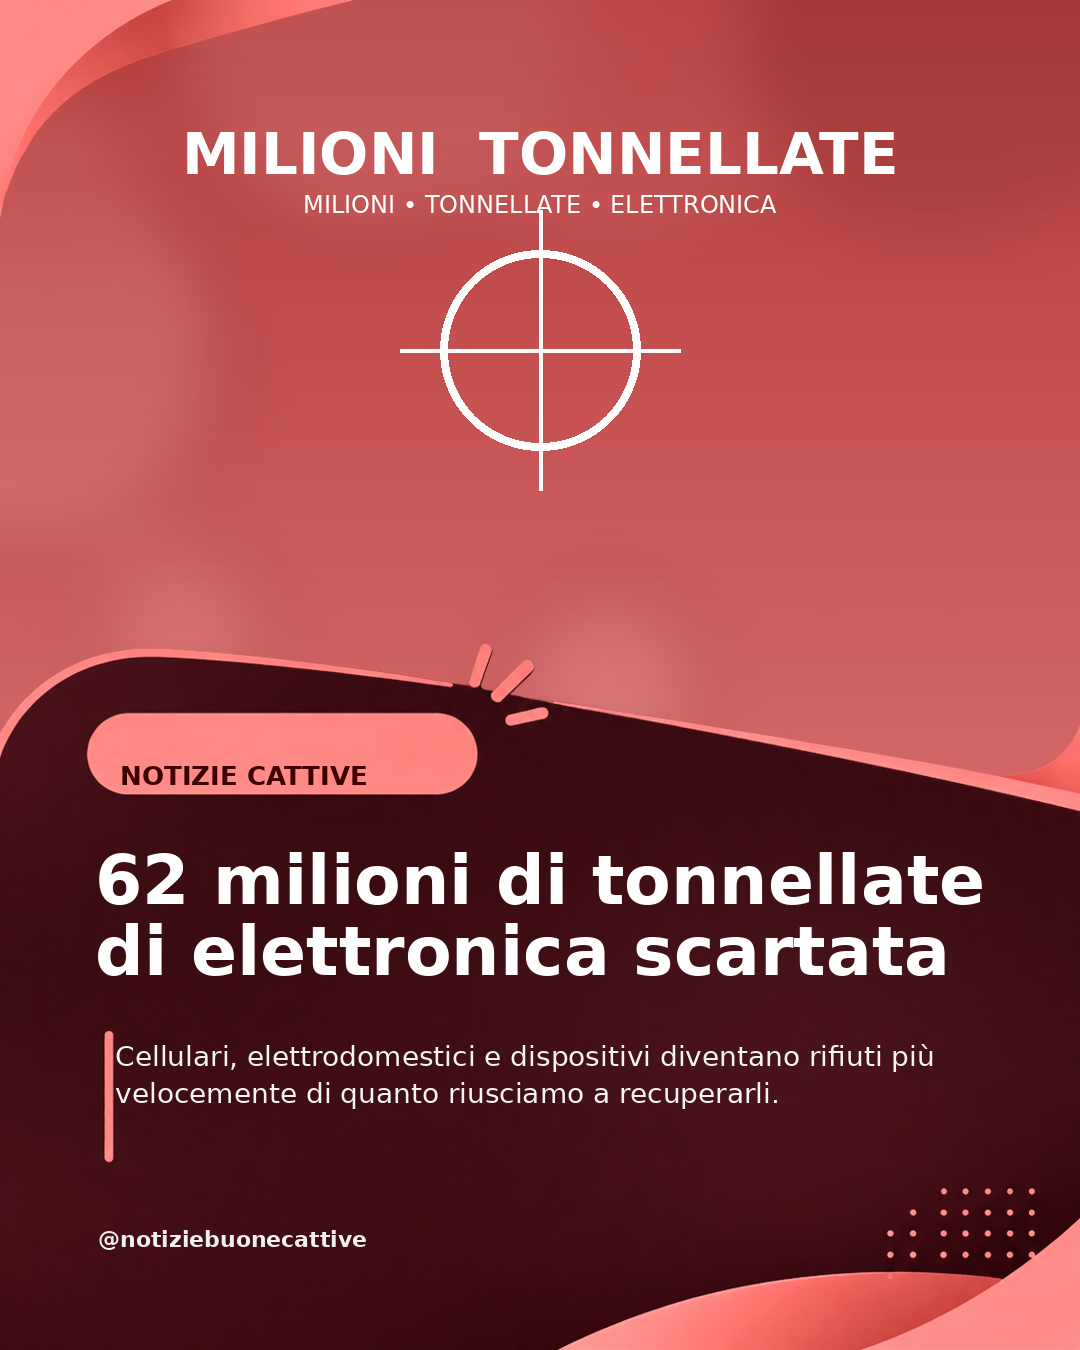 MILIONI TONNELLATE
MILIONI • TONNELLATE • ELETTRONICA
NOTIZIE CATTIVE
62 milioni di tonnellate
di elettronica scartata
Cellulari, elettrodomestici e dispositivi diventano rifiuti più
velocemente di quanto riusciamo a recuperarli.
@notiziebuonecattive